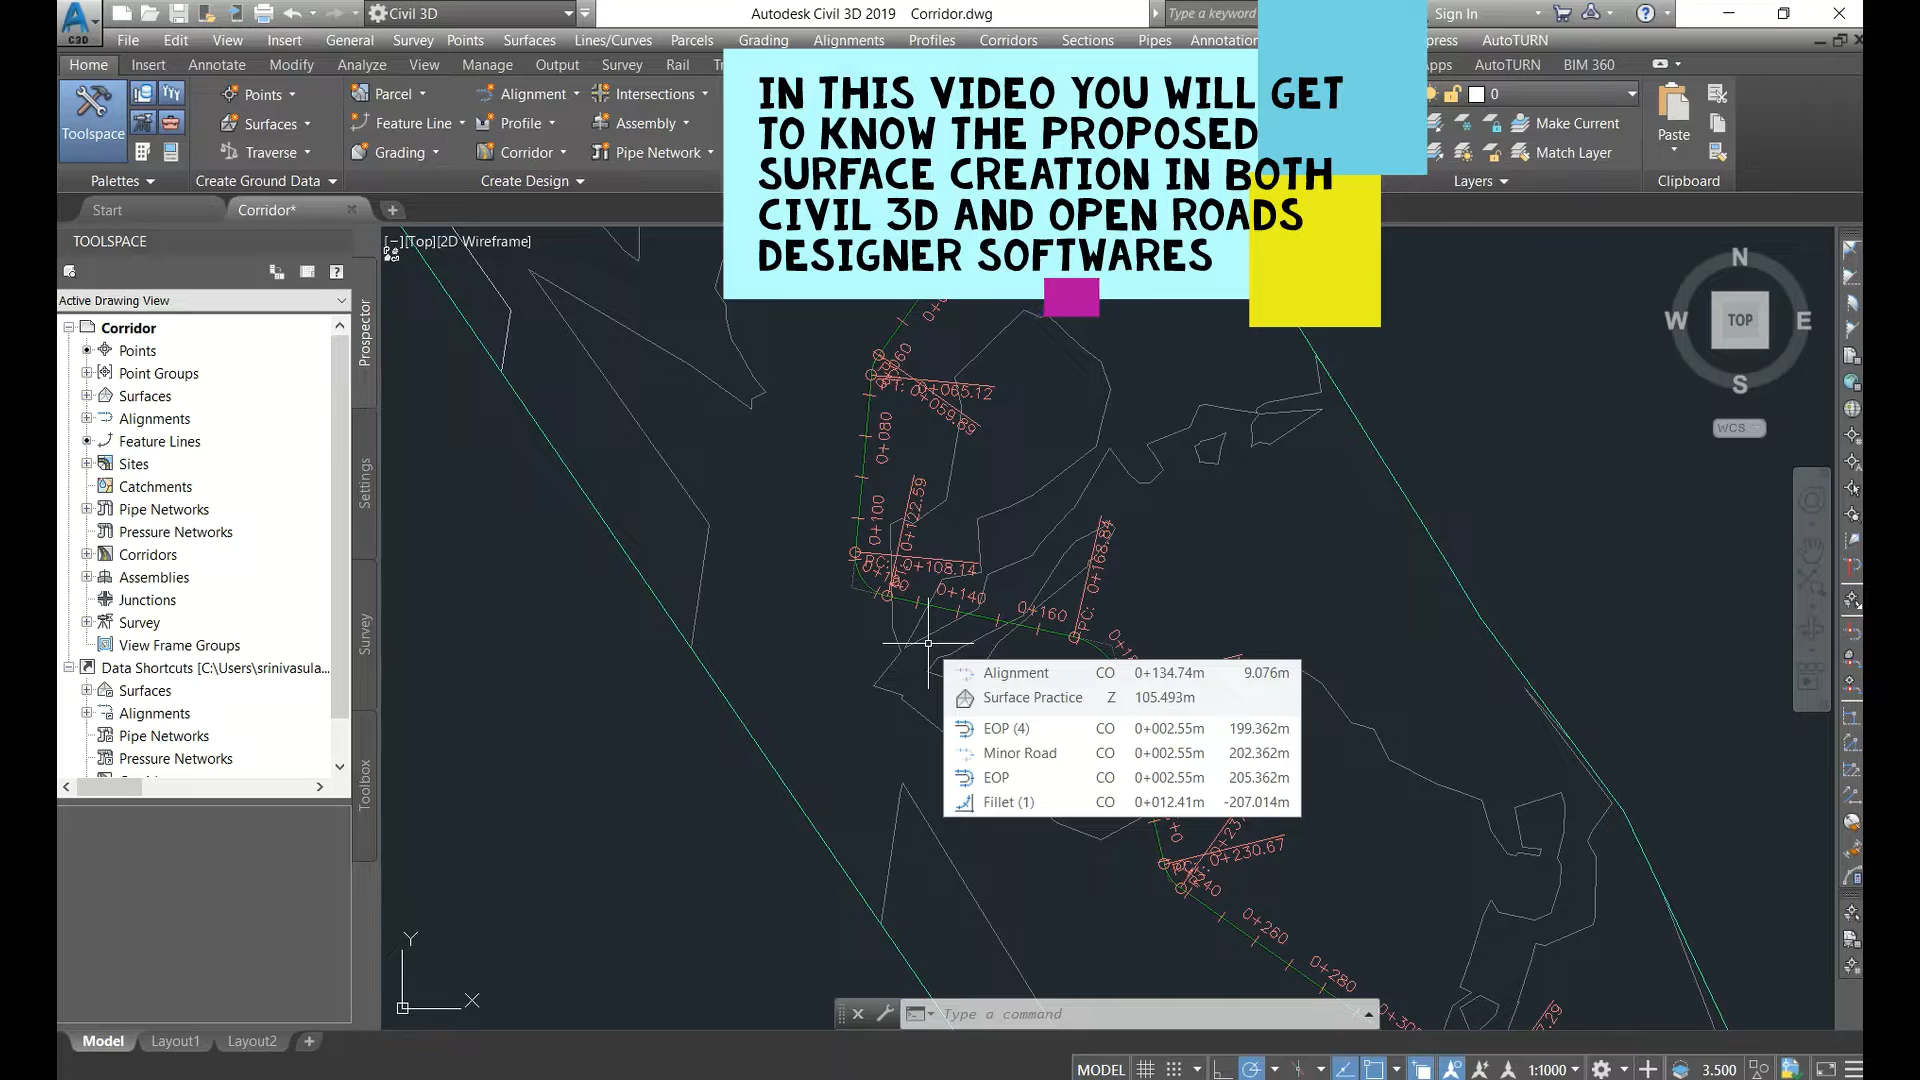 Civil 3D
Autodesk Civil 3D 2019 Corridor.dwg
Type a keyword
Sign In
C3D
File Edit View Insert General Survey Points Surfaces Lines/Curves Parcels Grading Alignments Profiles Corridors Sections Pipes AutoTURN
Home Insert Annotate Modify Analyze View Manage Output Survey Rail AutoTURN BIM 360
IN THIS VIDEO YOU WILL GET
TO KNOW THE PROPOSED
SURFACE CREATION IN BOTH
CIVIL 3D AND OPEN ROADS
DESIGNER SOFTWARES
Toolspace
Points
Surfaces
Traverse
Parcel
Feature Line
Grading
Alignment
Profile
Corridor
Intersections
Assembly
Pipe Network
0
Make Current
Match Layer
Paste
Palettes
Create Ground Data
Create Design
Layers
Clipboard
Start
Corridor*
TOOLSPACE
[−][Top][2D Wireframe]
Active Drawing View
Corridor
Points
Point Groups
Surfaces
Alignments
Feature Lines
Sites
Catchments
Pipe Networks
Pressure Networks
Corridors
Assemblies
Junctions
Survey
View Frame Groups
Data Shortcuts [C:\Users\srinivasula...
Surfaces
Alignments
Pipe Networks
Pressure Networks
Prospector
Settings
Survey
Toolbox
N
W
TOP
E
S
WCS
0+065.12
0+059.89
0+080
0+100
0+122.59
0+108.14
0+140
0+160
0+168.84
PC:
Alignment CO 0+134.74m 9.076m
Surface Practice Z 105.493m
EOP (4) CO 0+002.55m 199.362m
Minor Road CO 0+002.55m 202.362m
EOP CO 0+002.55m 205.362m
Fillet (1) CO 0+012.41m -207.014m
0+230.67
0+260
0+280
Y
X
Type a command
Model
Layout1
Layout2
MODEL
1:1000
3.500